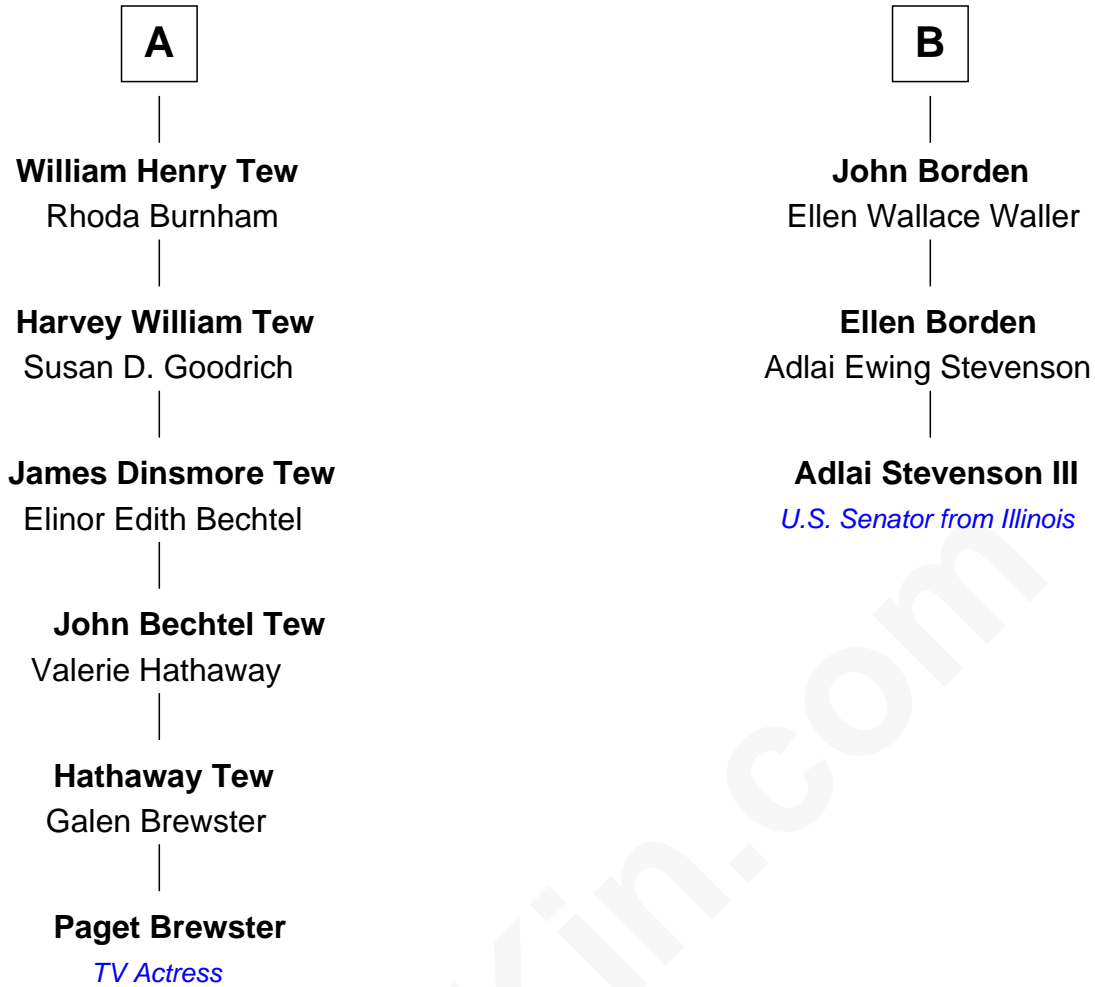 A
William Henry Tew
Rhoda Burnham
Harvey William Tew
Susan D. Goodrich
James Dinsmore Tew
Elinor Edith Bechtel
John Bechtel Tew
Valerie Hathaway
Hathaway Tew
Galen Brewster
Paget Brewster
TV Actress
B
John Borden
Ellen Wallace Waller
Ellen Borden
Adlai Ewing Stevenson
Adlai Stevenson III
U.S. Senator from Illinois
Kin.com